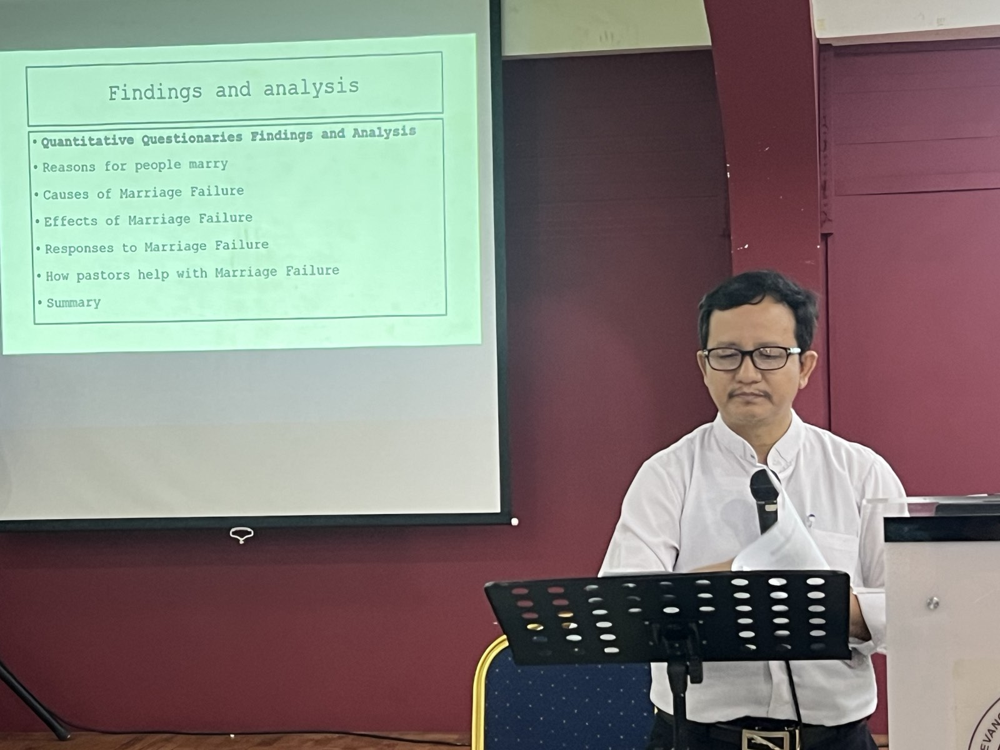 Findings and analysis
• Quantitative Questionaries Findings and Analysis
• Reasons for people marry
• Causes of Marriage Failure
• Effects of Marriage Failure
• Responses to Marriage Failure
• How pastors help with Marriage Failure
• Summary
EVANG